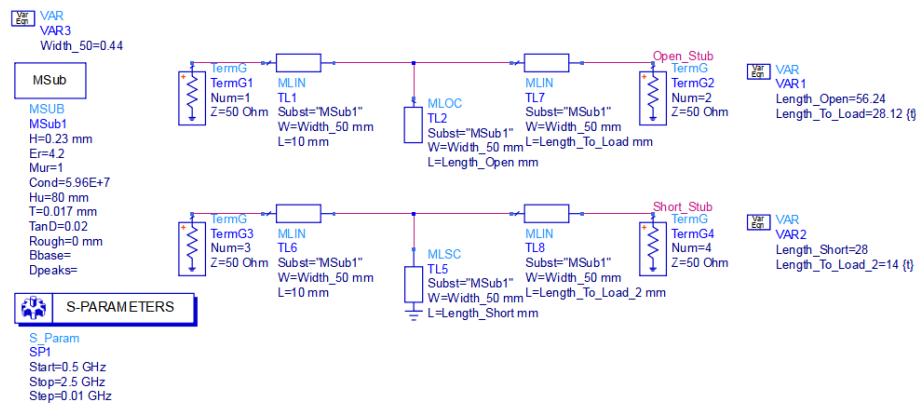 Var
Eqn
VAR
VAR3
Width_50=0.44
MSub
MSUB
MSub1
H=0.23 mm
Er=4.2
Mur=1
Cond=5.96E+7
Hu=80 mm
T=0.017 mm
TanD=0.02
Rough=0 mm
Bbase=
Dpeaks=
S-PARAMETERS
S_Param
SP1
Start=0.5 GHz
Stop=2.5 GHz
Step=0.01 GHz
TermG
TermG1
Num=1
Z=50 Ohm
MLIN
TL1
Subst="MSub1"
W=Width_50 mm
L=10 mm
MLOC
TL2
Subst="MSub1"
W=Width_50 mm
L=Length_Open mm
MLIN
TL7
Subst="MSub1"
W=Width_50 mm
L=Length_To_Load mm
Open_Stub
TermG
TermG2
Num=2
Z=50 Ohm
Var
Eqn
VAR
VAR1
Length_Open=56.24
Length_To_Load=28.12 {t}
TermG
TermG3
Num=3
Z=50 Ohm
MLIN
TL6
Subst="MSub1"
W=Width_50 mm
L=10 mm
MLSC
TL5
Subst="MSub1"
W=Width_50 mm
L=Length_Short mm
MLIN
TL8
Subst="MSub1"
W=Width_50 mm
L=Length_To_Load_2 mm
Short_Stub
TermG
TermG4
Num=4
Z=50 Ohm
Var
Eqn
VAR
VAR2
Length_Short=28
Length_To_Load_2=14 {t}